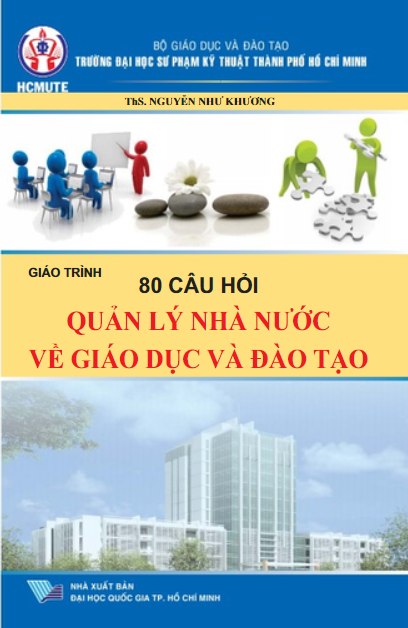 BỘ GIÁO DỤC VÀ ĐÀO TẠO
TRƯỜNG ĐẠI HỌC SƯ PHẠM KỸ THUẬT THÀNH PHỐ HỒ CHÍ MINH
HCMUTE
ThS. NGUYỄN NHƯ KHƯƠNG
GIÁO TRÌNH
80 CÂU HỎI
QUẢN LÝ NHÀ NƯỚC
VỀ GIÁO DỤC VÀ ĐÀO TẠO
NHÀ XUẤT BẢN
ĐẠI HỌC QUỐC GIA TP. HỒ CHÍ MINH